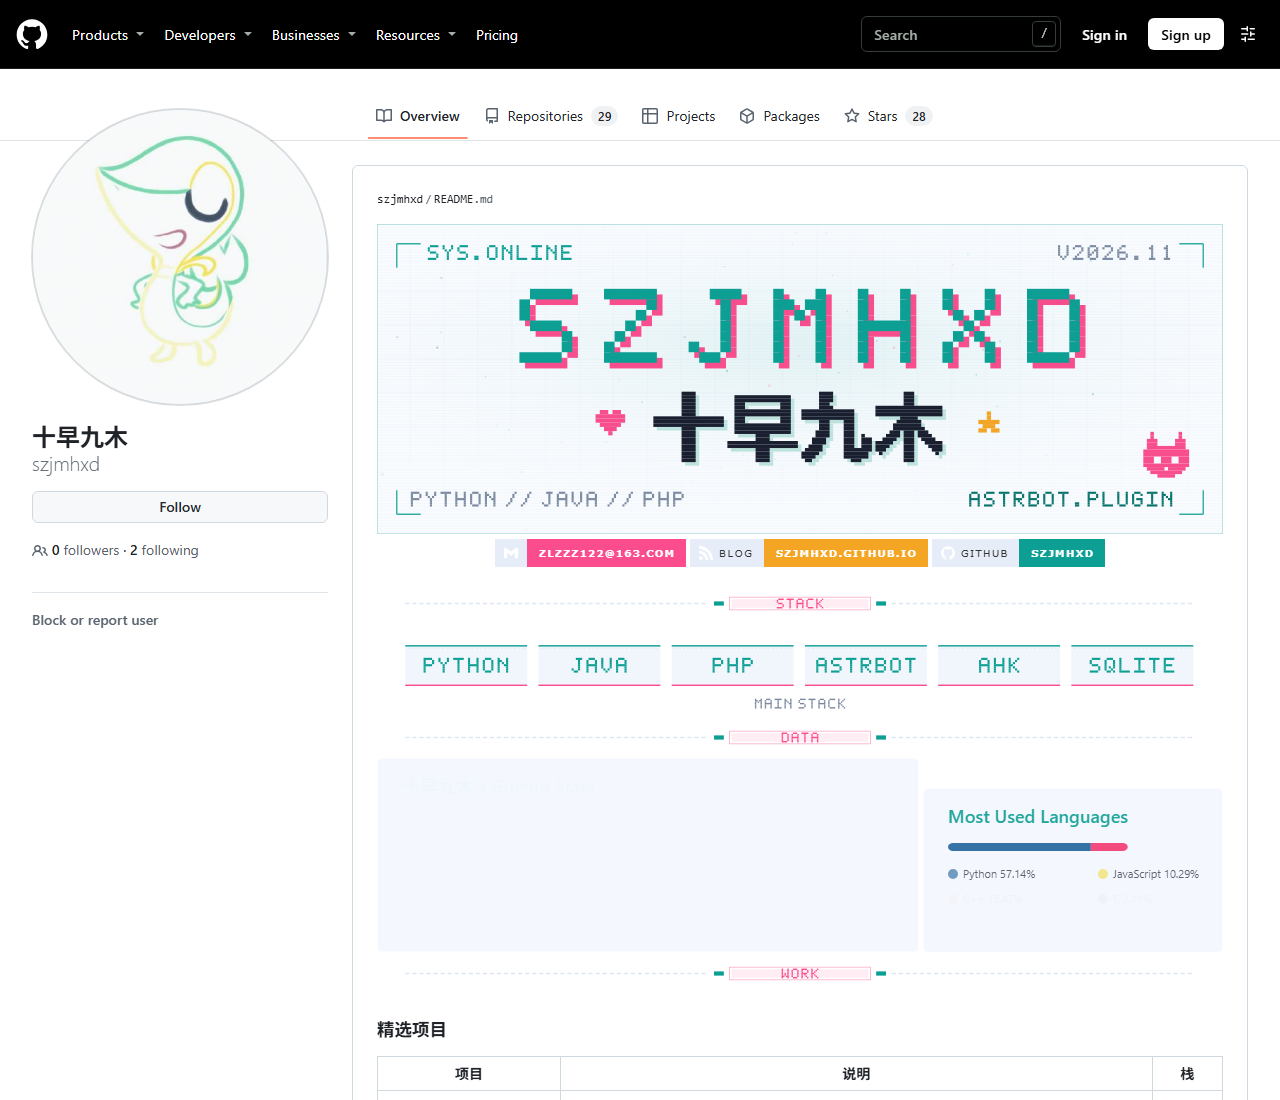 Products Developers Businesses Resources Pricing Search / Sign in Sign up
Overview Repositories 29 Projects Packages Stars 28
szjmhxd / README.md
SYS.ONLINE V2026.11
SZJMHXD
十早九木
PYTHON // JAVA // PHP ASTRBOT.PLUGIN
十早九木
szjmhxd
Follow
0 followers · 2 following
Block or report user
ZLZZZ122@163.COM BLOG SZJMHXD.GITHUB.IO GITHUB SZJMHXD
STACK
PYTHON JAVA PHP ASTRBOT AHK SQLITE
MAIN STACK
DATA
Most Used Languages
Python 57.14% JavaScript 10.29%
WORK
精选项目
项目 说明 栈